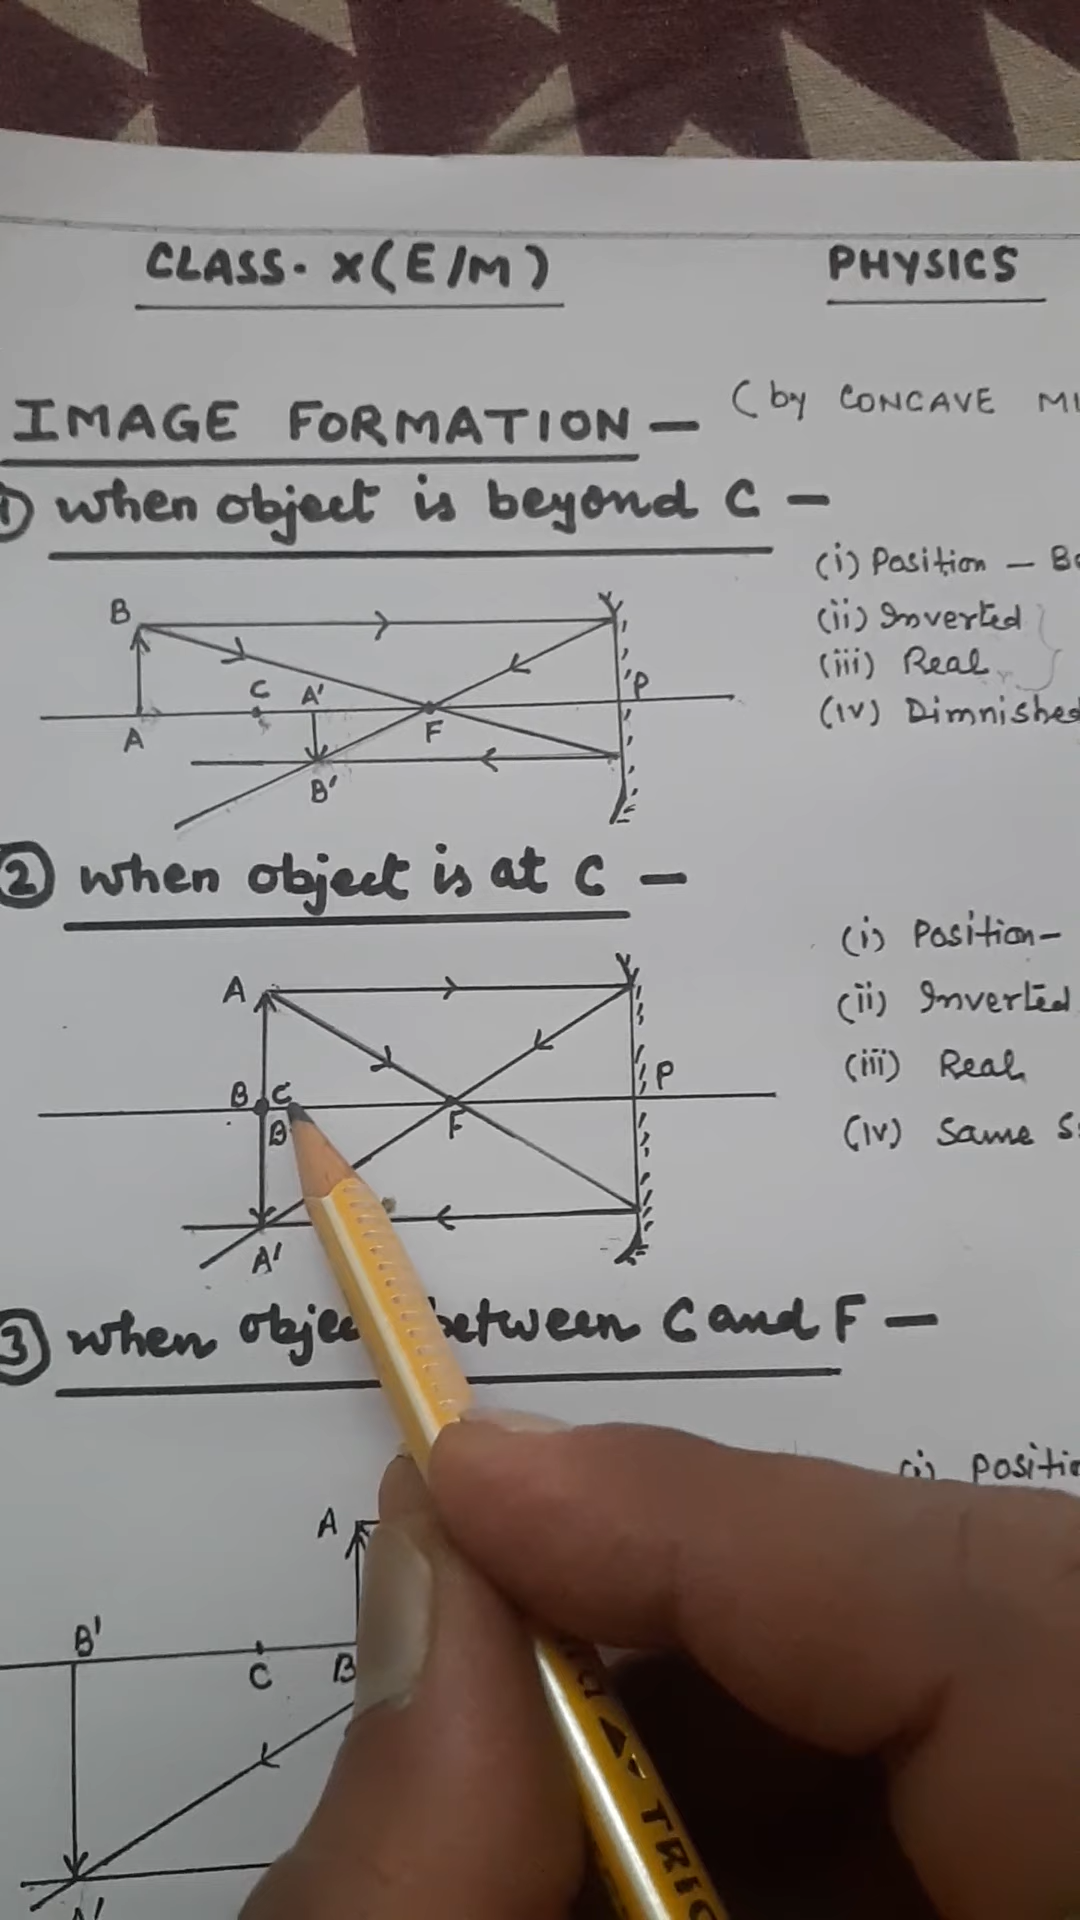 CLASS. X(E/M) PHYSICS
IMAGE FORMATION — (by CONCAVE
1) when object is beyond C —
(i) Position —
(ii) Inverted
(iii) Real
(iv) Dimnished
B
C A' P
A F
B'
2 when object is at C —
(i) Position —
(ii) Inverted
(iii) Real
(iv) Same
A
B C P
B F
A'
3 when between C and F —
(i)
A
B'
C B
A'
TRI